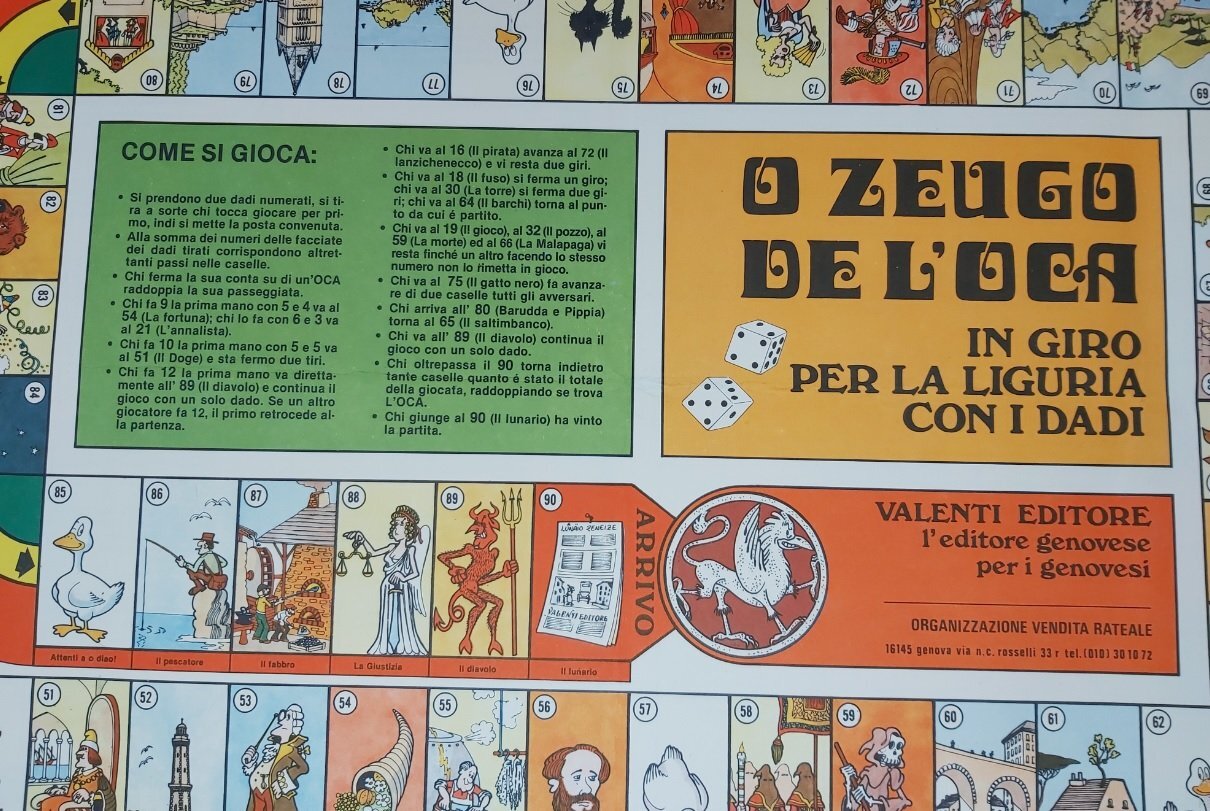 80
79
78
77
76
75
74
73
72
71
70
69
81
82
83
84
COME SI GIOCA:
• Si prendono due dadi numerati, si ti-
ra a sorte chi tocca giocare per pri-
mo, indi si mette la posta convenuta.
• Alla somma dei numeri delle facciate
dei dadi tirati corrispondono altret-
tanti passi nelle caselle.
• Chi ferma la sua conta su di un'OCA
raddoppia la sua passeggiata.
• Chi fa 9 la prima mano con 5 e 4 va al
54 (La fortuna); chi lo fa con 6 e 3 va
al 21 (L'annalista).
• Chi fa 10 la prima mano con 5 e 5 va
al 51 (Il Doge) e sta fermo due tiri.
• Chi fa 12 la prima mano va diretta-
mente all' 89 (Il diavolo) e continua il
gioco con un solo dado. Se un altro
giocatore fa 12, il primo retrocede al-
la partenza.
• Chi va al 16 (Il pirata) avanza al 72 (Il
lanzichenecco) e vi resta due giri.
• Chi va al 18 (Il fuso) si ferma un giro;
chi va al 30 (La torre) si ferma due gi-
ri; chi va al 64 (Il barchi) torna al pun-
to da cui é partito.
• Chi va al 19 (Il gioco), al 32 (Il pozzo), al
59 (La morte) ed al 66 (La Malapaga) vi
resta finché un altro facendo lo stesso
numero non lo rimetta in gioco.
• Chi va al 75 (Il gatto nero) fa avanza-
re di due caselle tutti gli avversari.
• Chi arriva all' 80 (Barudda e Pippia)
torna al 65 (Il saltimbanco).
• Chi va all' 89 (Il diavolo) continua il
gioco con un solo dado.
• Chi oltrepassa il 90 torna indietro
tante caselle quanto é stato il totale
della giocata, raddoppiando se trova
L'OCA.
• Chi giunge al 90 (Il lunario) ha vinto
la partita.
O ZEUGO
DE L'OCA
IN GIRO
PER LA LIGURIA
CON I DADI
85
86
87
88
89
90
LUNAIO ZENEIZE
VALENTI EDITORE
Attenti a o diao!
Il pescatore
Il fabbro
La Giustizia
Il diavolo
Il lunario
ARRIVO
VALENTI EDITORE
l'editore genovese
per i genovesi
ORGANIZZAZIONE VENDITA RATEALE
16145 genova via n.c. rosselli 33 r tel. (010) 30 10 72
51
52
53
54
55
56
57
58
59
60
61
62